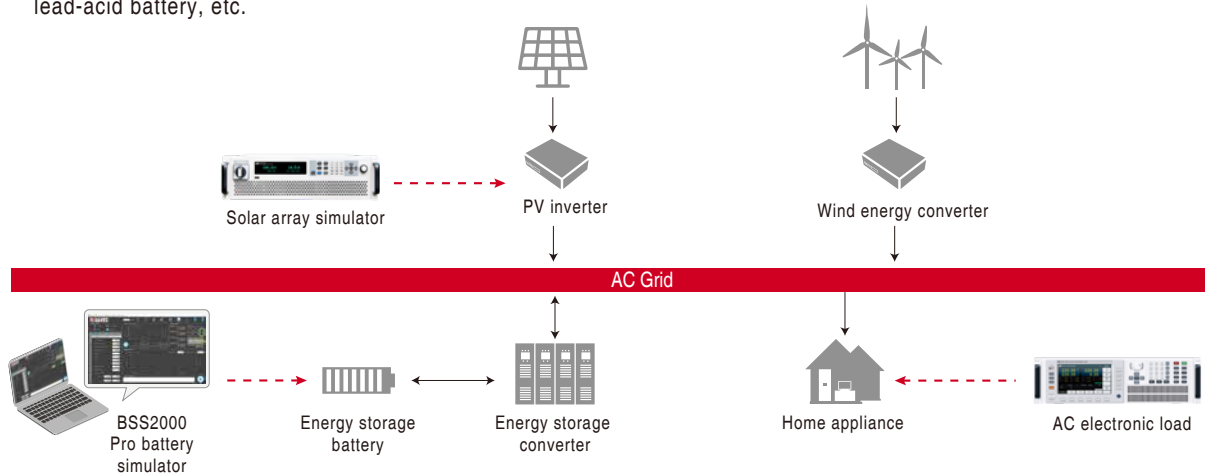 lead-acid battery, etc.
Solar array simulator
PV inverter
Wind energy converter
AC Grid
BSS2000
Pro battery
simulator
Energy storage
battery
Energy storage
converter
Home appliance
AC electronic load